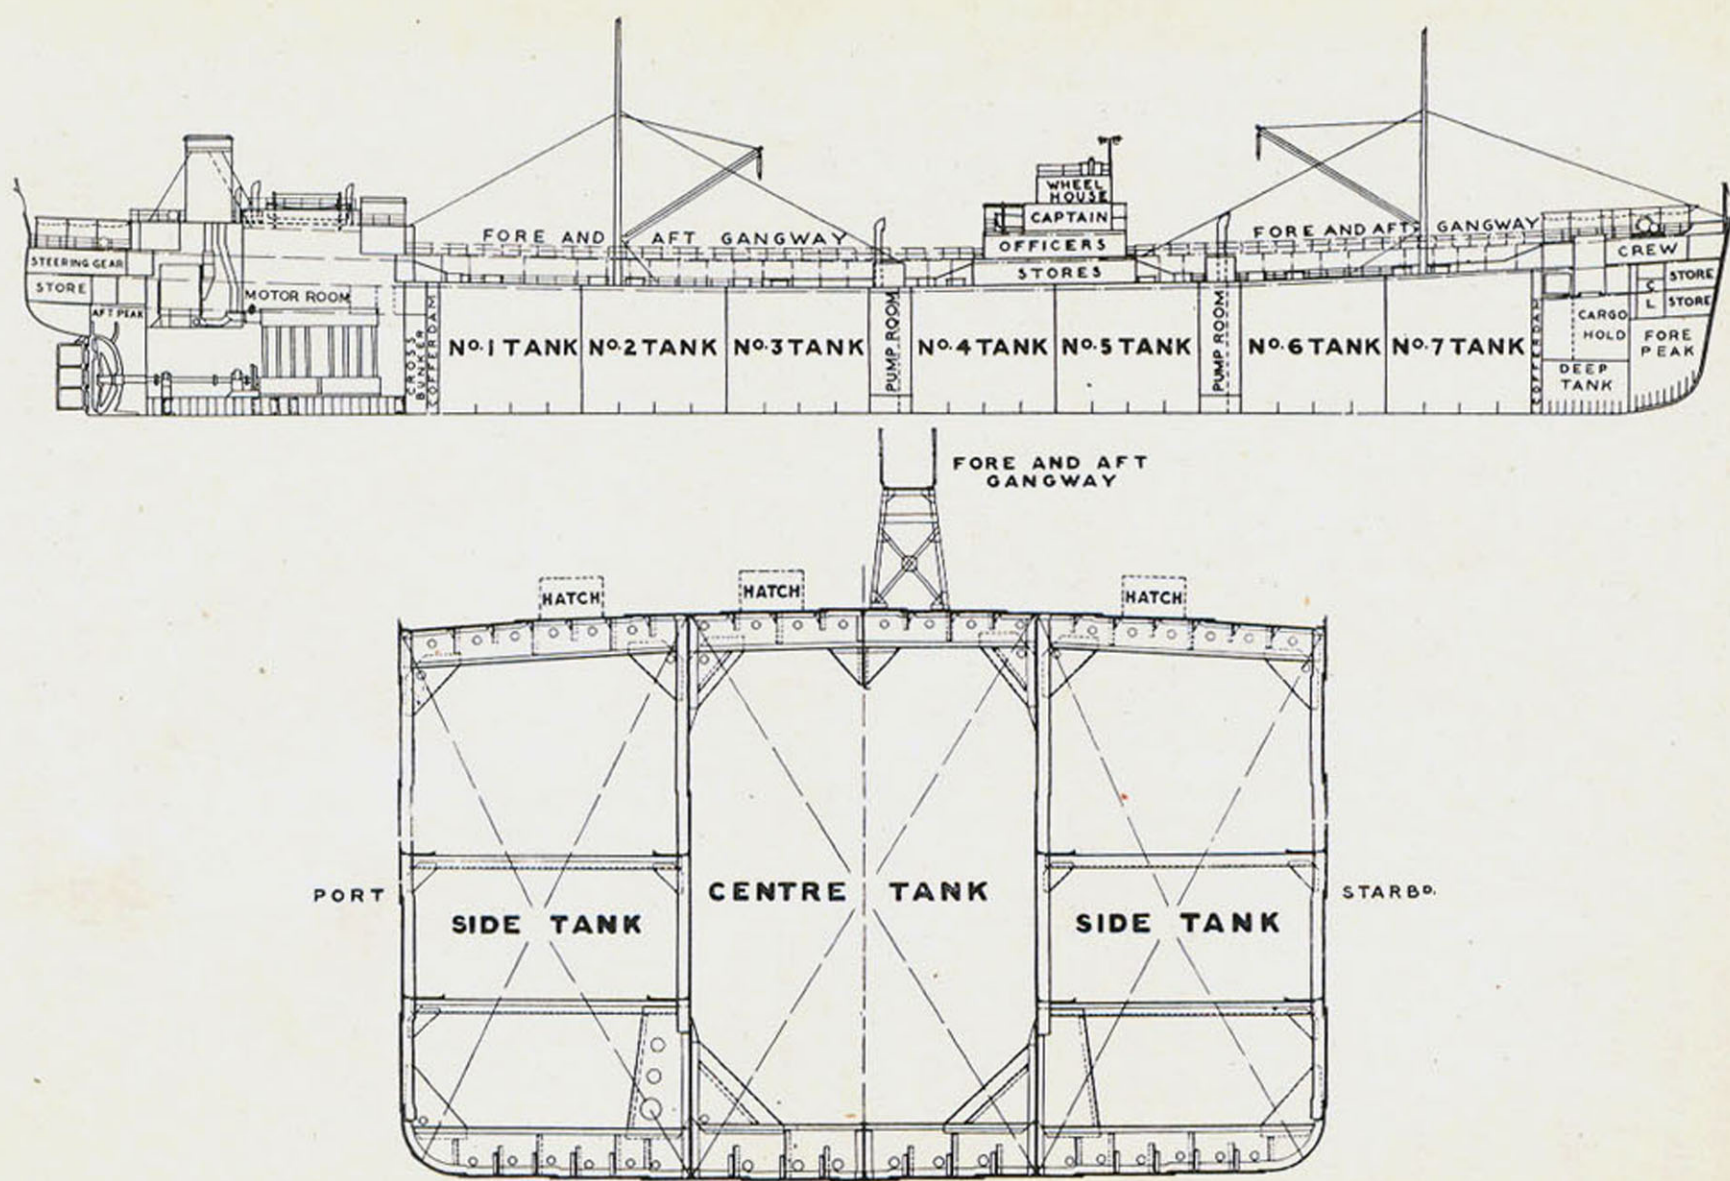 WHEEL
HOUSE
CAPTAIN
FORE AND AFT GANGWAY
FORE AND AFT GANGWAY
OFFICERS
CREW
STEERING GEAR
STORES
STORE
STORE
MOTOR ROOM
C
L
STORE
AFT PEAK
CARGO
HOLD
FORE
PEAK
CROSS
BUNKER
COFFERDAM
No. 1 TANK
No. 2 TANK
No. 3 TANK
PUMP ROOM
No. 4 TANK
No. 5 TANK
PUMP ROOM
No. 6 TANK
No. 7 TANK
COFFERDAM
DEEP
TANK
FORE AND AFT
GANGWAY
HATCH
HATCH
HATCH
PORT
CENTRE TANK
STARBD.
SIDE TANK
SIDE TANK